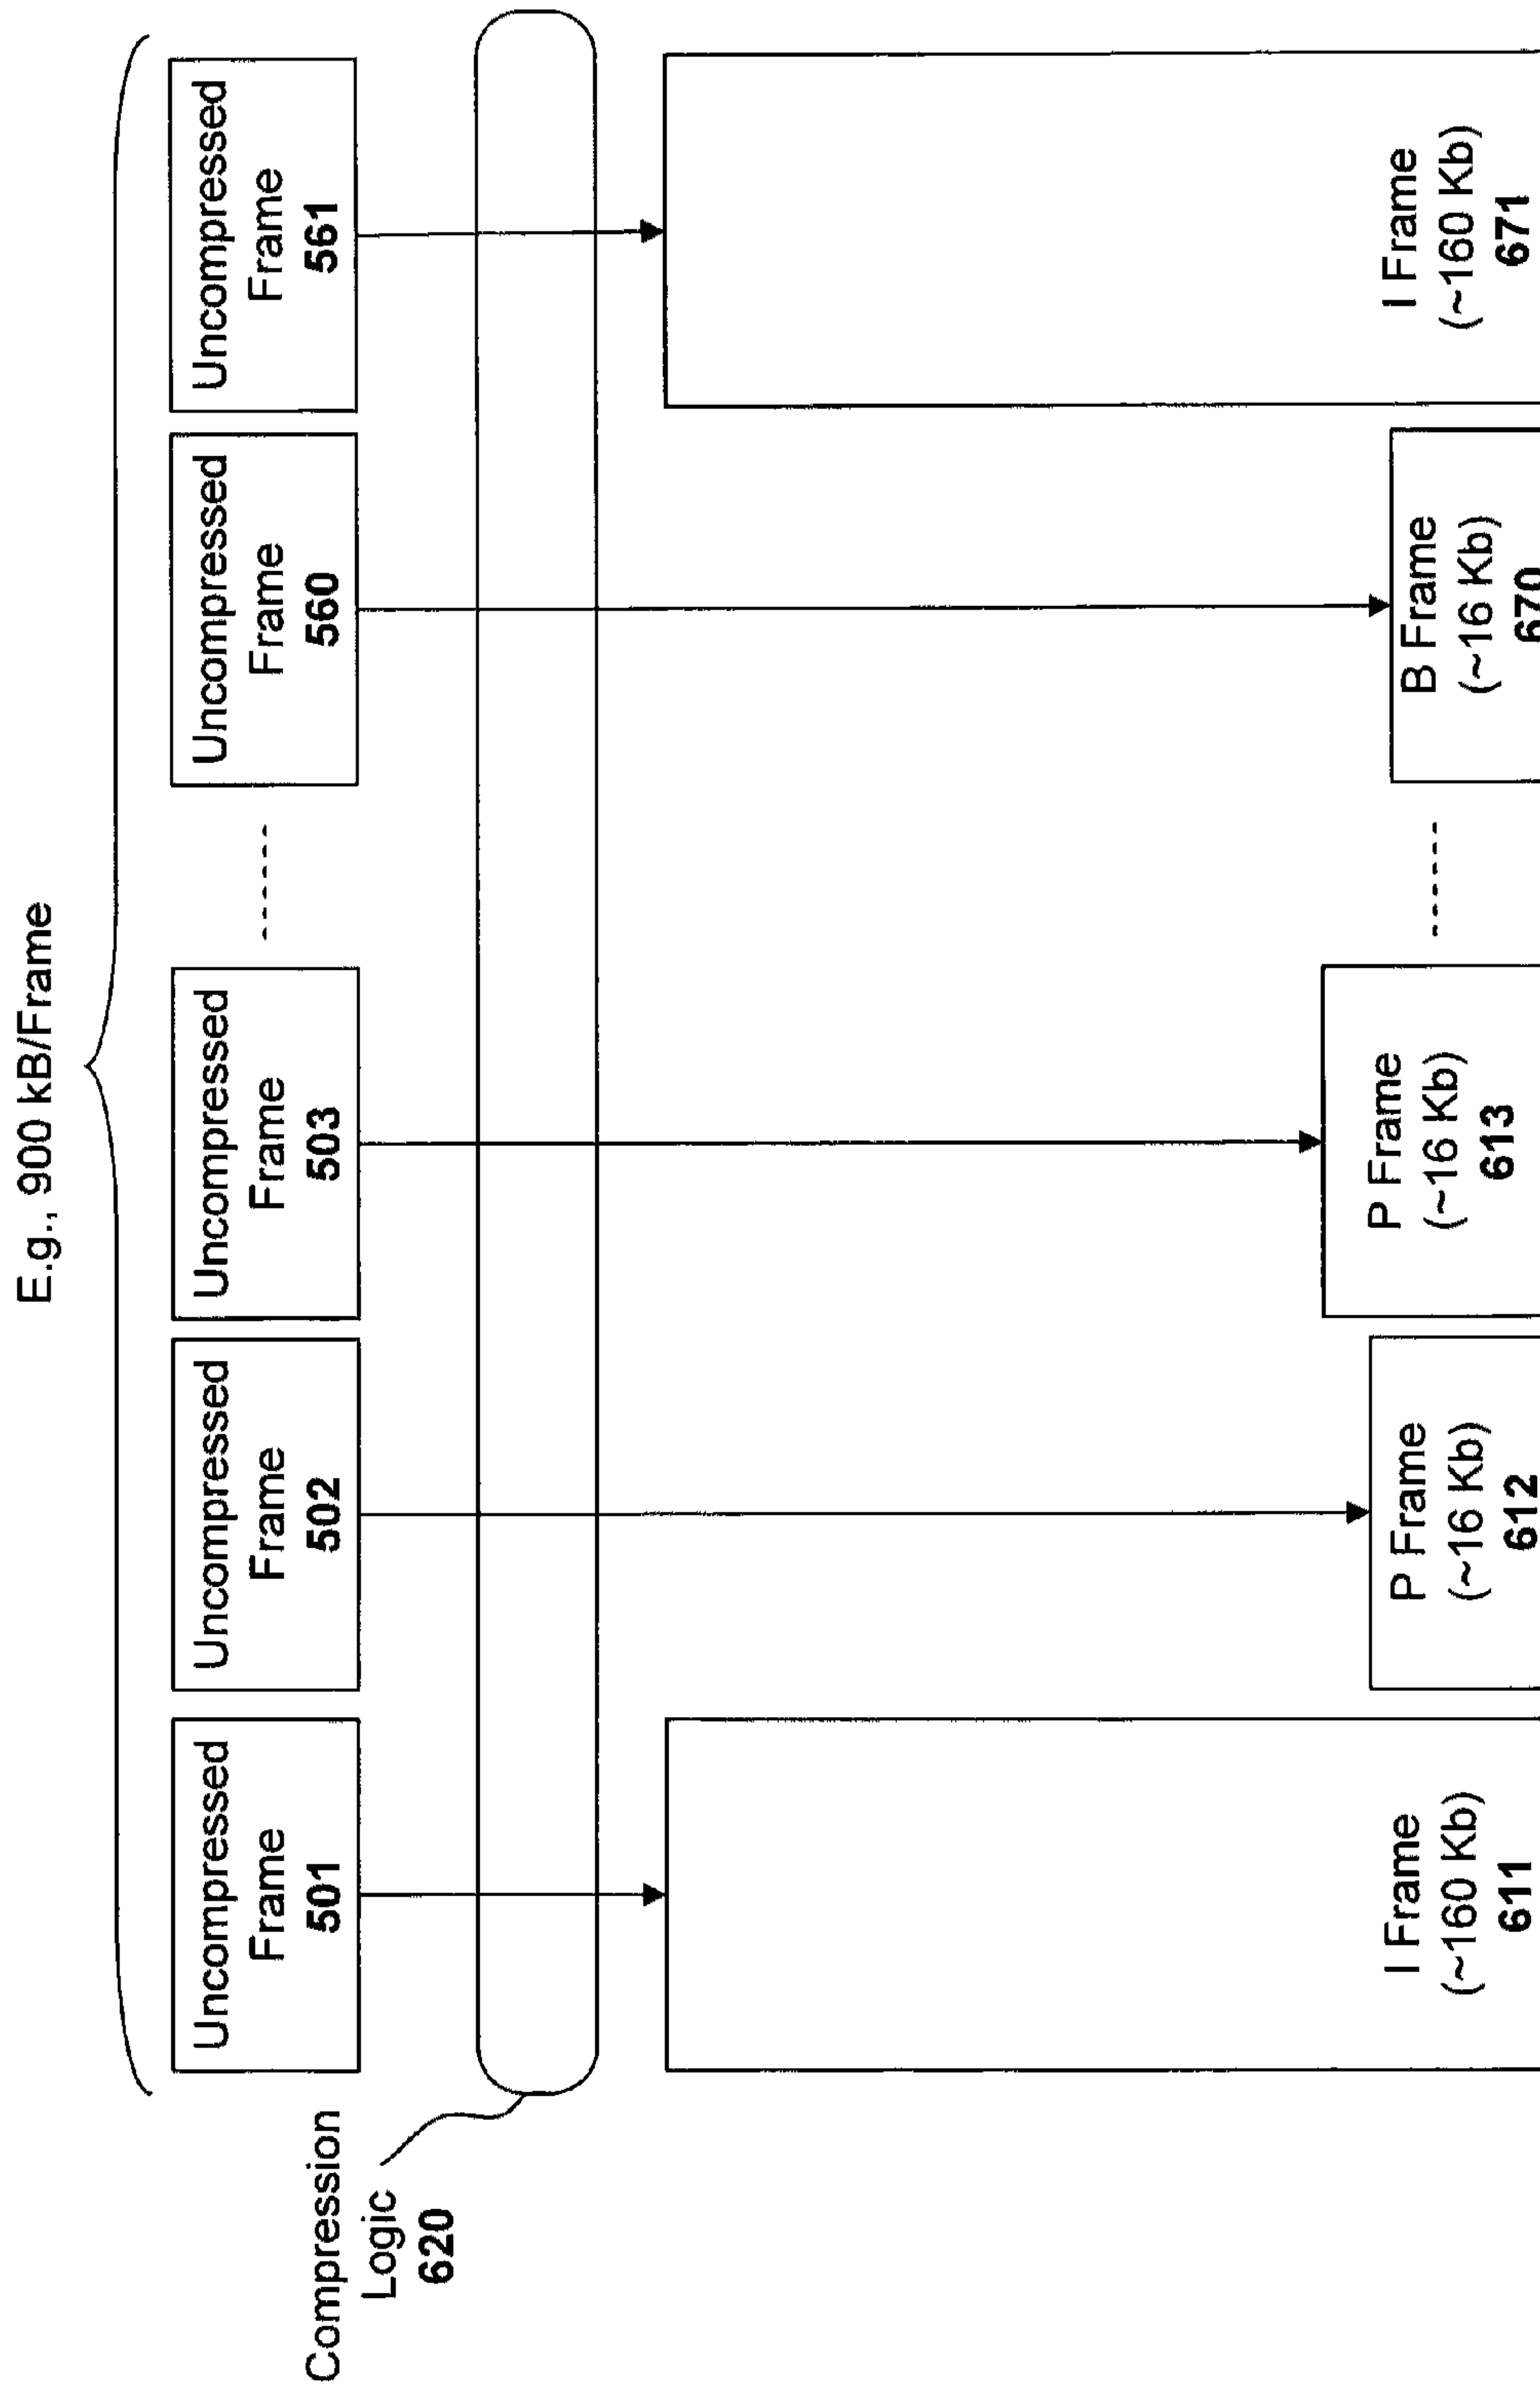 E.g., 900 kB/Frame
Uncompressed
Frame
501
Uncompressed
Frame
502
Uncompressed
Frame
503
------
Uncompressed
Frame
560
Uncompressed
Frame
561
Compression
Logic
620
I Frame
(~160 Kb)
611
P Frame
(~16 Kb)
612
P Frame
(~16 Kb)
613
------
B Frame
(~16 Kb)
670
I Frame
(~160 Kb)
671